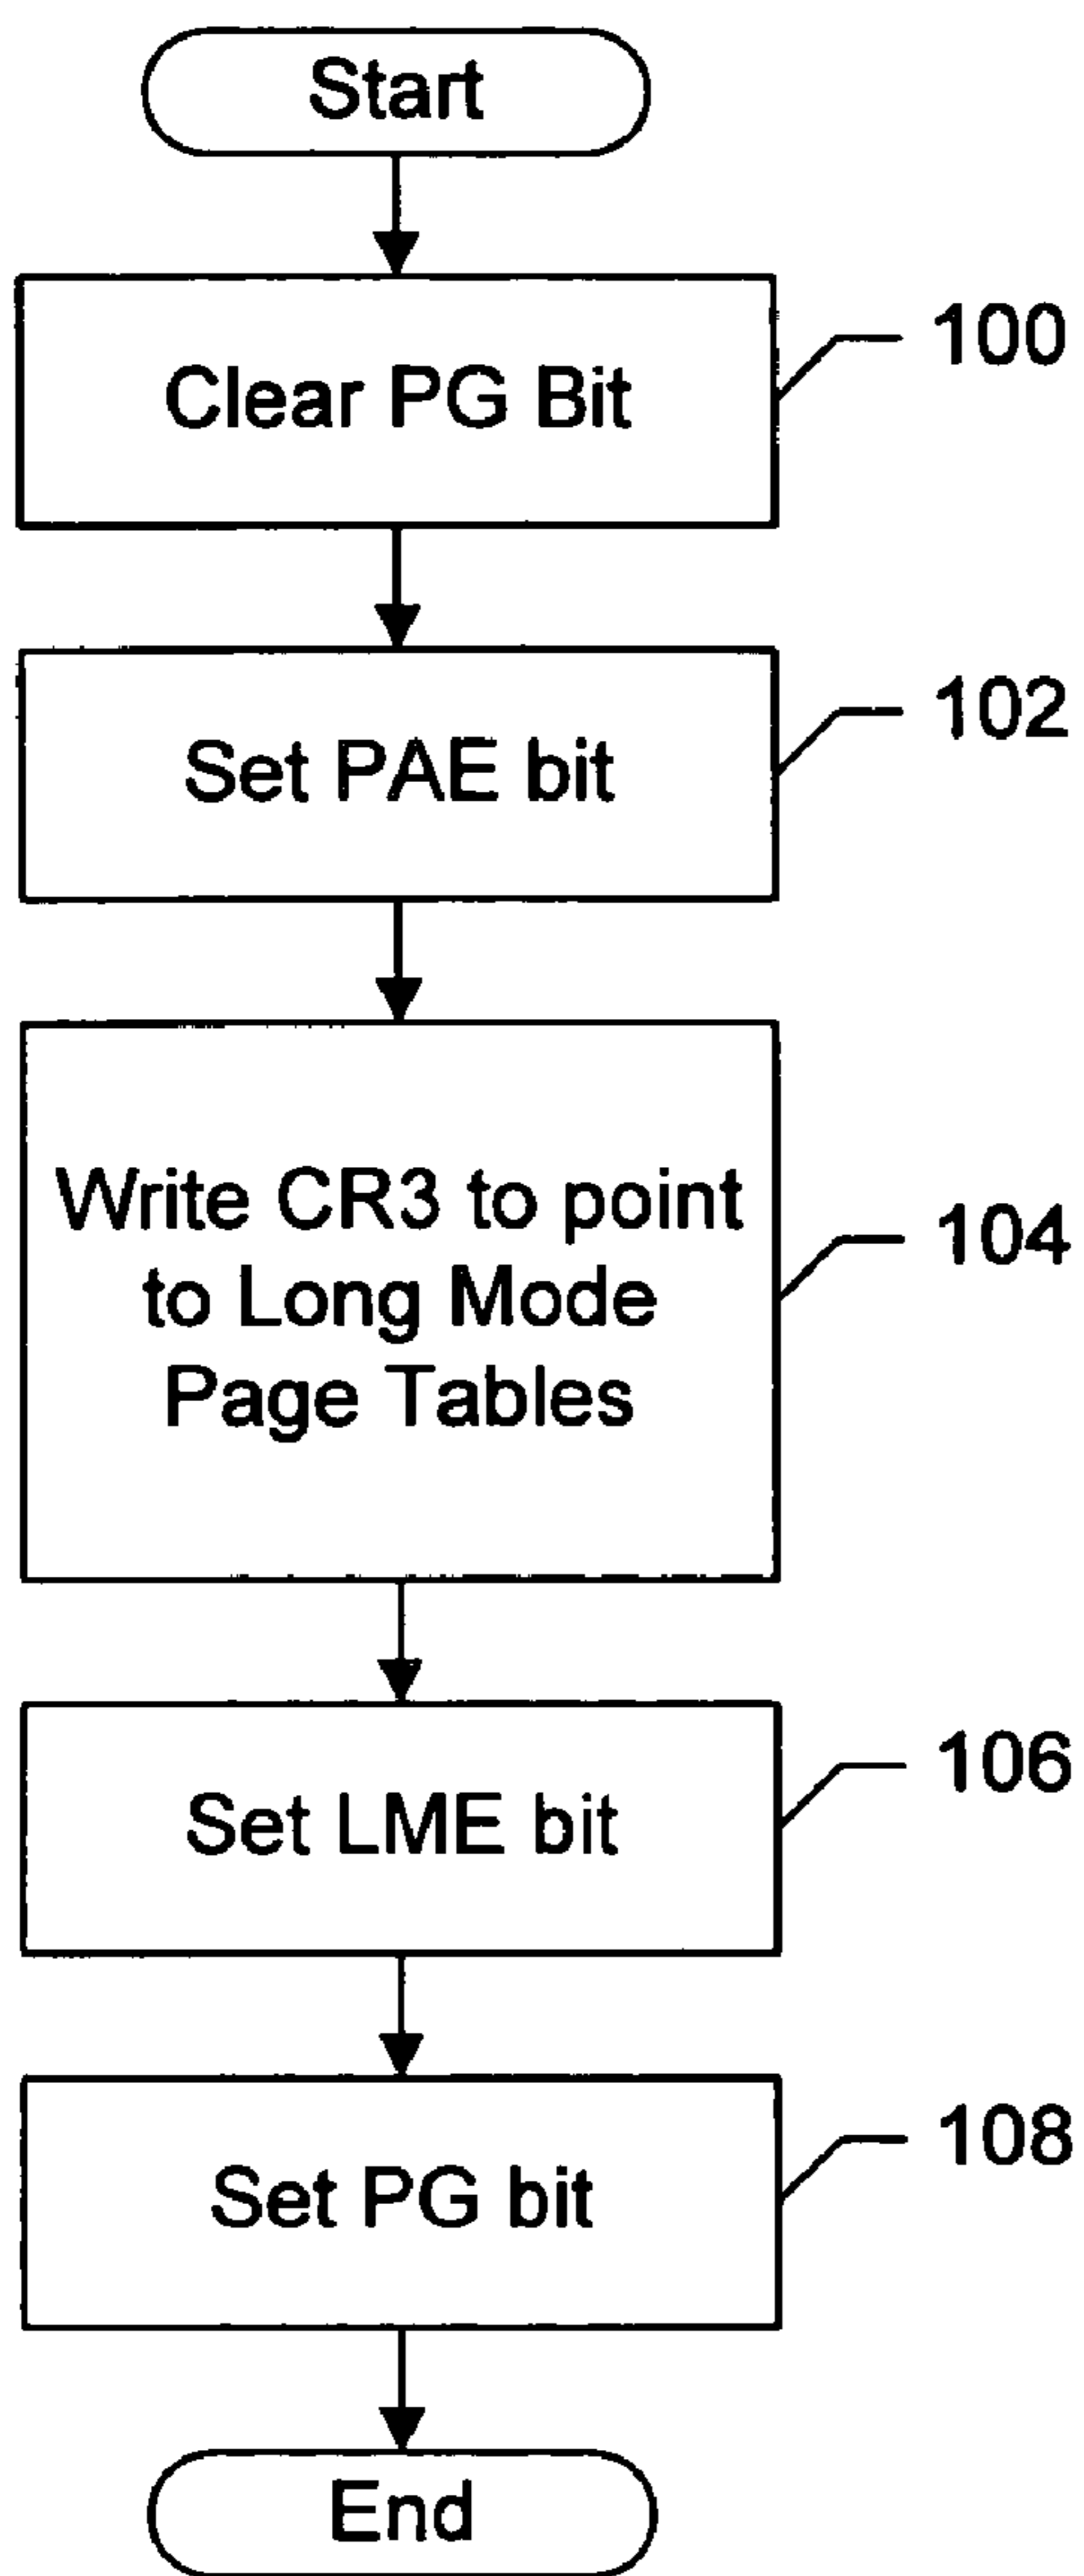 Start
Clear PG Bit
100
Set PAE bit
102
Write CR3 to point
to Long Mode
Page Tables
104
Set LME bit
106
Set PG bit
108
End